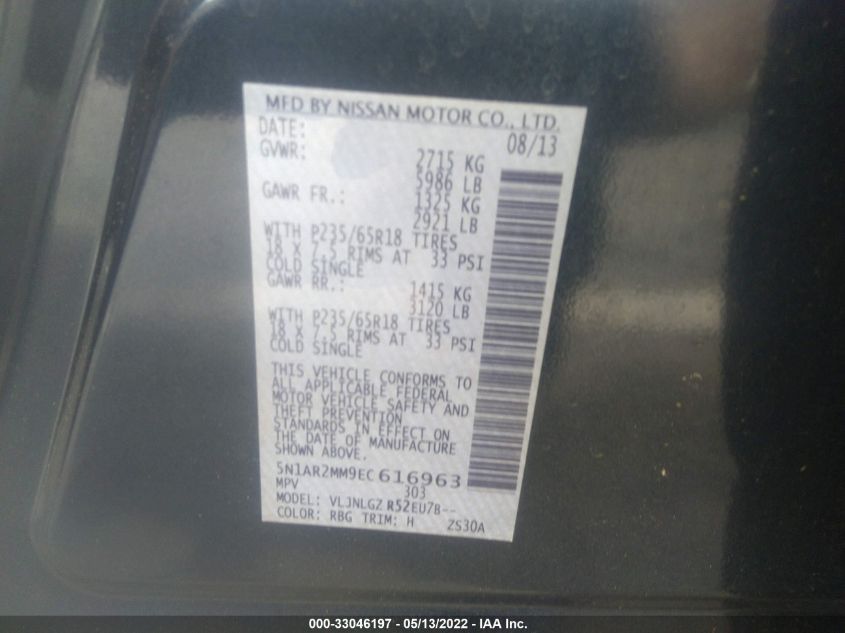 MFD BY NISSAN MOTOR CO., LTD.
DATE: 08/13
GVWR: 2715 KG
5986 LB
GAWR FR.: 1325 KG
2921 LB
WITH P235/65R18 TIRES
18 X 7.5 RIMS AT 33 PSI
COLD SINGLE
GAWR RR.: 1415 KG
3120 LB
WITH P235/65R18 TIRES
18 X 7.5 RIMS AT 33 PSI
COLD SINGLE
THIS VEHICLE CONFORMS TO
ALL APPLICABLE FEDERAL
MOTOR VEHICLE SAFETY AND
THEFT PREVENTION
STANDARDS IN EFFECT ON
THE DATE OF MANUFACTURE
SHOWN ABOVE.
5N1AR2MM9EC616963
MPV 303
MODEL: VLJNLGZ R52EU7B--
COLOR: RBG TRIM: H ZS30A
000-33046197 - 05/13/2022 - IAA Inc.